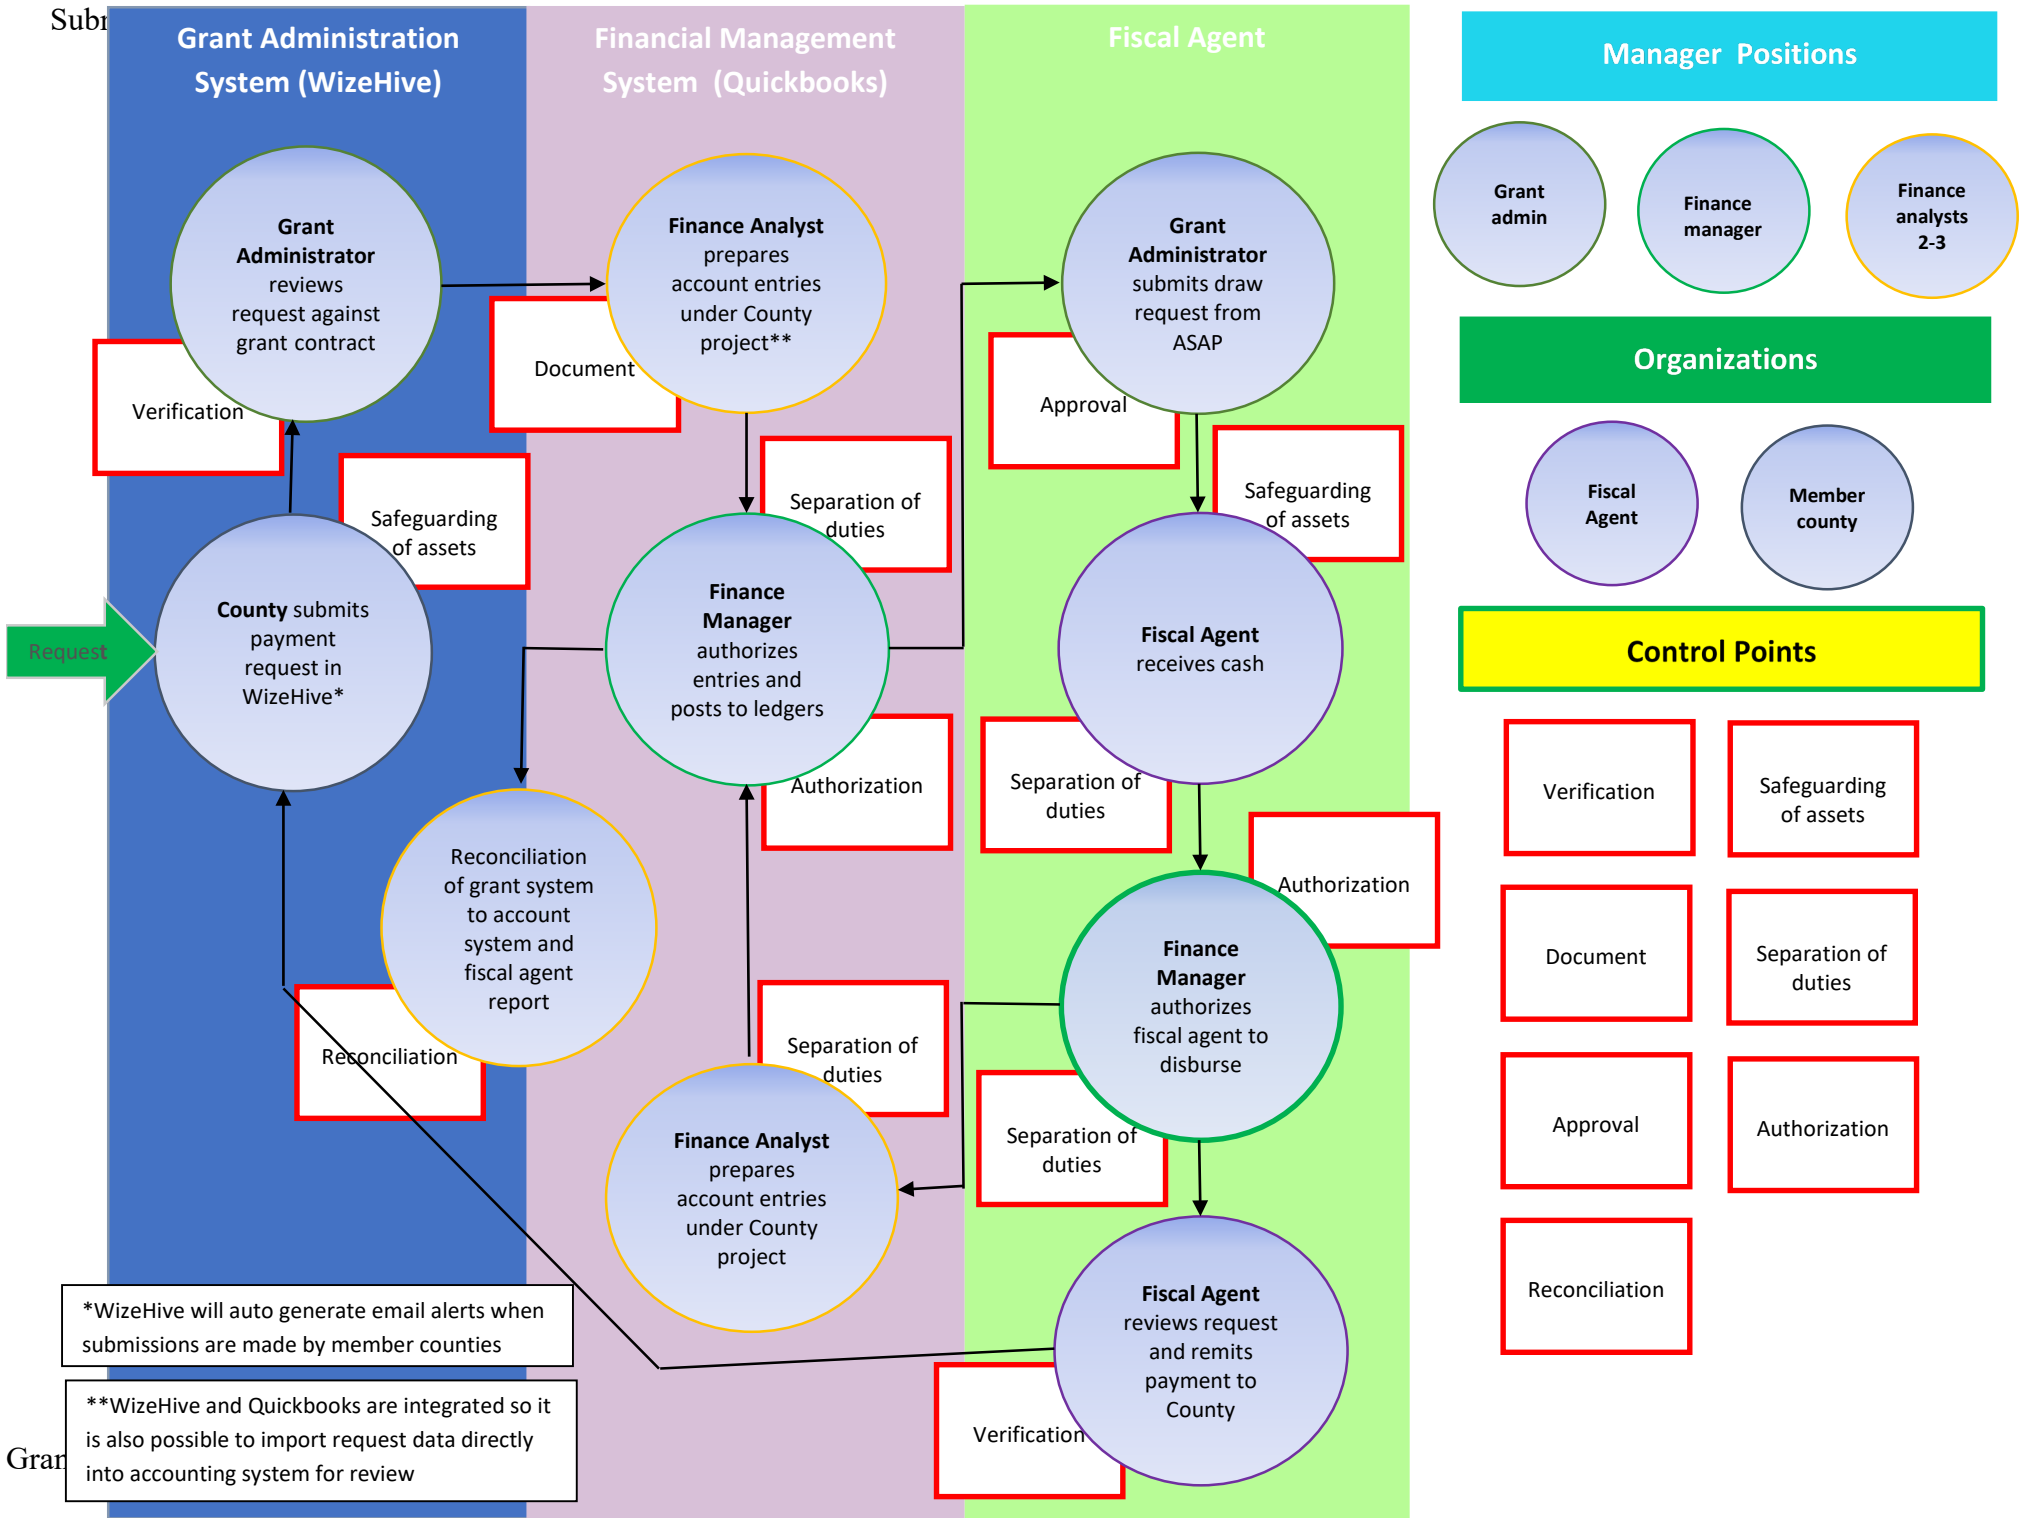 Grant Administration
System (WizeHive)
Financial Management
System (Quickbooks)
Fiscal Agent
Manager Positions
Grant
Administrator
reviews
request against
grant contract
Finance Analyst
prepares
account entries
under County
project**
Grant
Administrator
submits draw
request from
ASAP
Grant
admin
Finance
manager
Finance
analysts
2-3
Verification
Document
Approval
Organizations
Safeguarding
of assets
Separation of
duties
Safeguarding
of assets
Fiscal
Agent
Member
county
Request
County submits
payment
request in
WizeHive*
Finance
Manager
authorizes
entries and
posts to ledgers
Fiscal Agent
receives cash
Control Points
Authorization
Separation of
duties
Authorization
Verification
Safeguarding
of assets
Reconciliation
of grant system
to account
system and
fiscal agent
report
Finance
Manager
authorizes
fiscal agent to
disburse
Document
Separation of
duties
Reconciliation
Separation of
duties
Separation of
duties
Approval
Authorization
Finance Analyst
prepares
account entries
under County
project
Fiscal Agent
reviews request
and remits
payment to
County
Verification
Reconciliation
*WizeHive will auto generate email alerts when
submissions are made by member counties
**WizeHive and Quickbooks are integrated so it
is also possible to import request data directly
into accounting system for review